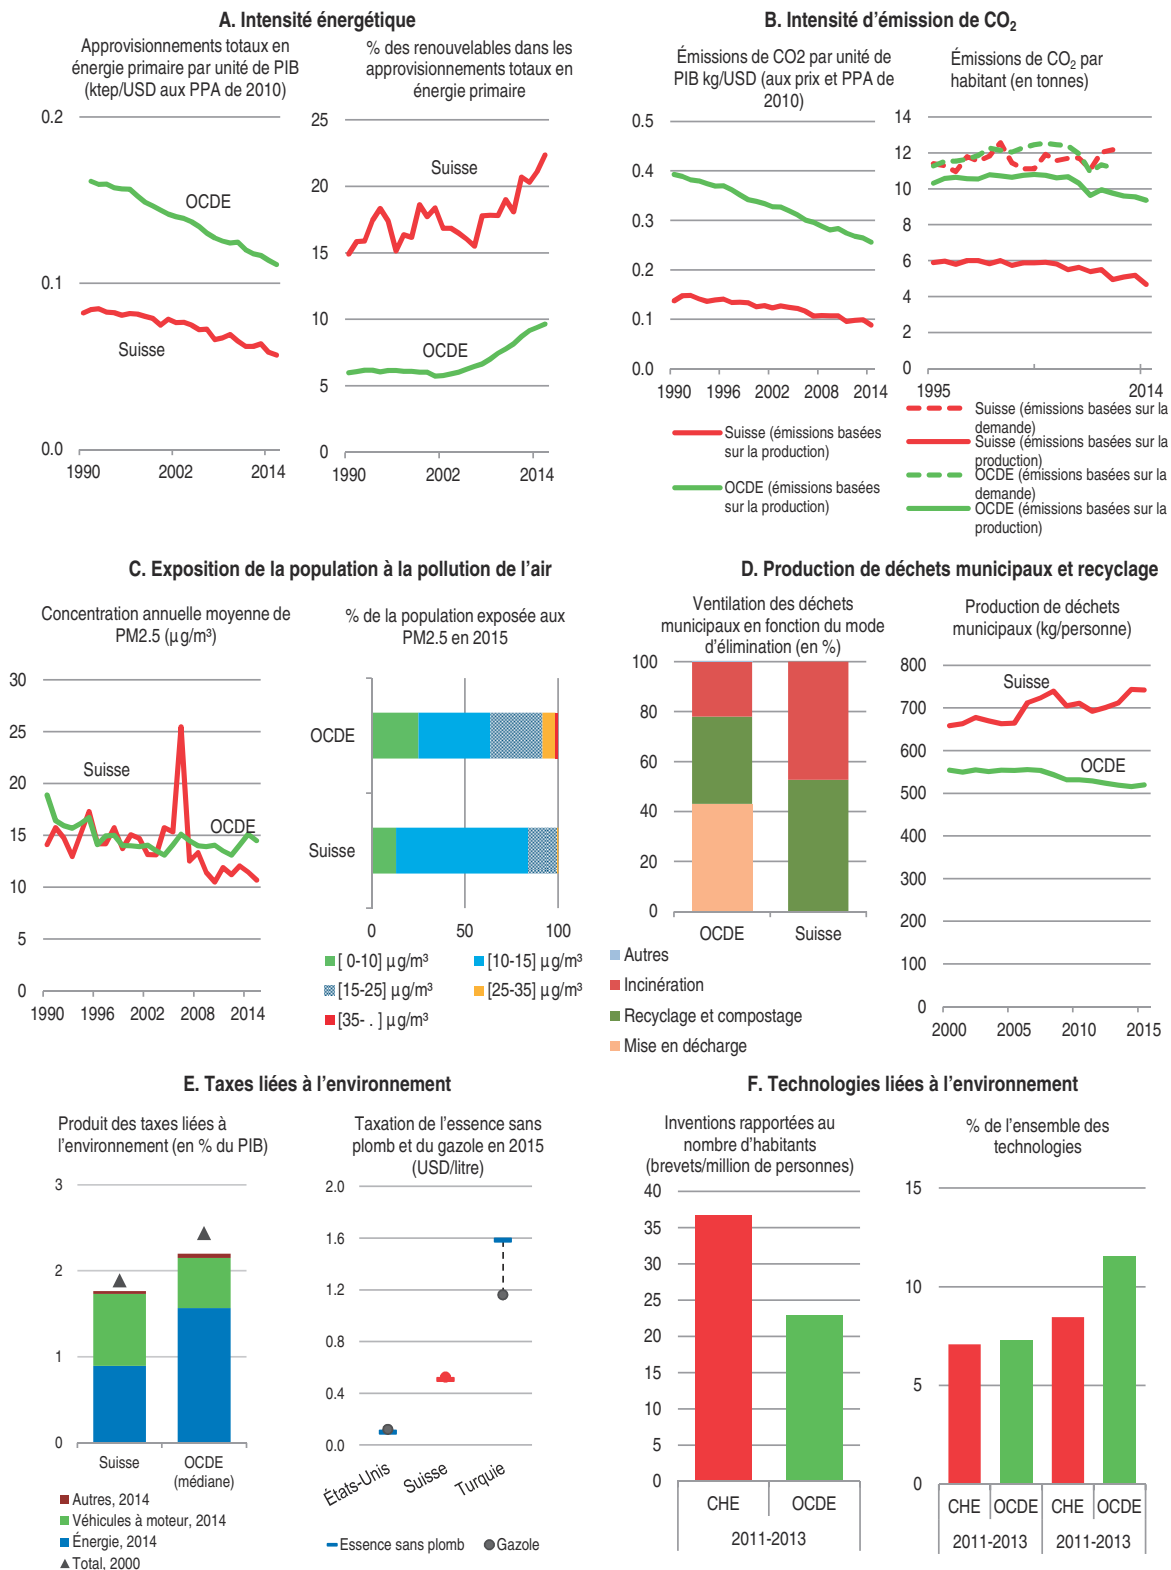 A. Intensité énergétique
Approvisionnements totaux en
énergie primaire par unité de PIB
(ktep/USD aux PPA de 2010)
0.2
0.1
0.0
OCDE
Suisse
1990
2002
2014
% des renouvelables dans les
approvisionnements totaux en
énergie primaire
25
20
15
10
5
0
Suisse
OCDE
1990
2002
2014
B. Intensité d'émission de CO₂
Émissions de CO2 par unité de
PIB kg/USD (aux prix et PPA de
2010)
0.5
0.4
0.3
0.2
0.1
0.0
1990
1996
2002
2008
2014
Suisse (émissions basées
sur la production)
OCDE (émissions basées
sur la production)
Émissions de CO₂ par
habitant (en tonnes)
14
12
10
8
6
4
2
0
1995
2014
Suisse (émissions basées sur la
demande)
Suisse (émissions basées sur la
production)
OCDE (émissions basées sur la
demande)
OCDE (émissions basées sur la
production)
C. Exposition de la population à la pollution de l'air
Concentration annuelle moyenne de
PM2.5 (µg/m³)
30
25
20
15
10
5
0
Suisse
OCDE
1990
1996
2002
2008
2014
% de la population exposée aux
PM2.5 en 2015
OCDE
Suisse
0
50
100
[ 0-10] µg/m³
[10-15] µg/m³
[15-25] µg/m³
[25-35] µg/m³
[35- . ] µg/m³
D. Production de déchets municipaux et recyclage
Ventilation des déchets
municipaux en fonction du mode
d'élimination (en %)
100
80
60
40
20
0
OCDE
Suisse
Autres
Incinération
Recyclage et compostage
Mise en décharge
Production de déchets
municipaux (kg/personne)
800
700
600
500
400
300
200
100
0
Suisse
OCDE
2000
2005
2010
2015
E. Taxes liées à l'environnement
Produit des taxes liées à
l'environnement (en % du PIB)
3
2
1
0
Suisse
OCDE
(médiane)
Autres, 2014
Véhicules à moteur, 2014
Énergie, 2014
Total, 2000
Taxation de l'essence sans
plomb et du gazole en 2015
(USD/litre)
2.0
1.6
1.2
0.8
0.4
0.0
États-Unis
Suisse
Turquie
Essence sans plomb
Gazole
F. Technologies liées à l'environnement
Inventions rapportées au
nombre d'habitants
(brevets/million de personnes)
40
35
30
25
20
15
10
5
0
CHE
OCDE
2011-2013
% de l'ensemble des
technologies
15
10
5
0
CHE
OCDE
CHE
OCDE
2011-2013
2011-2013